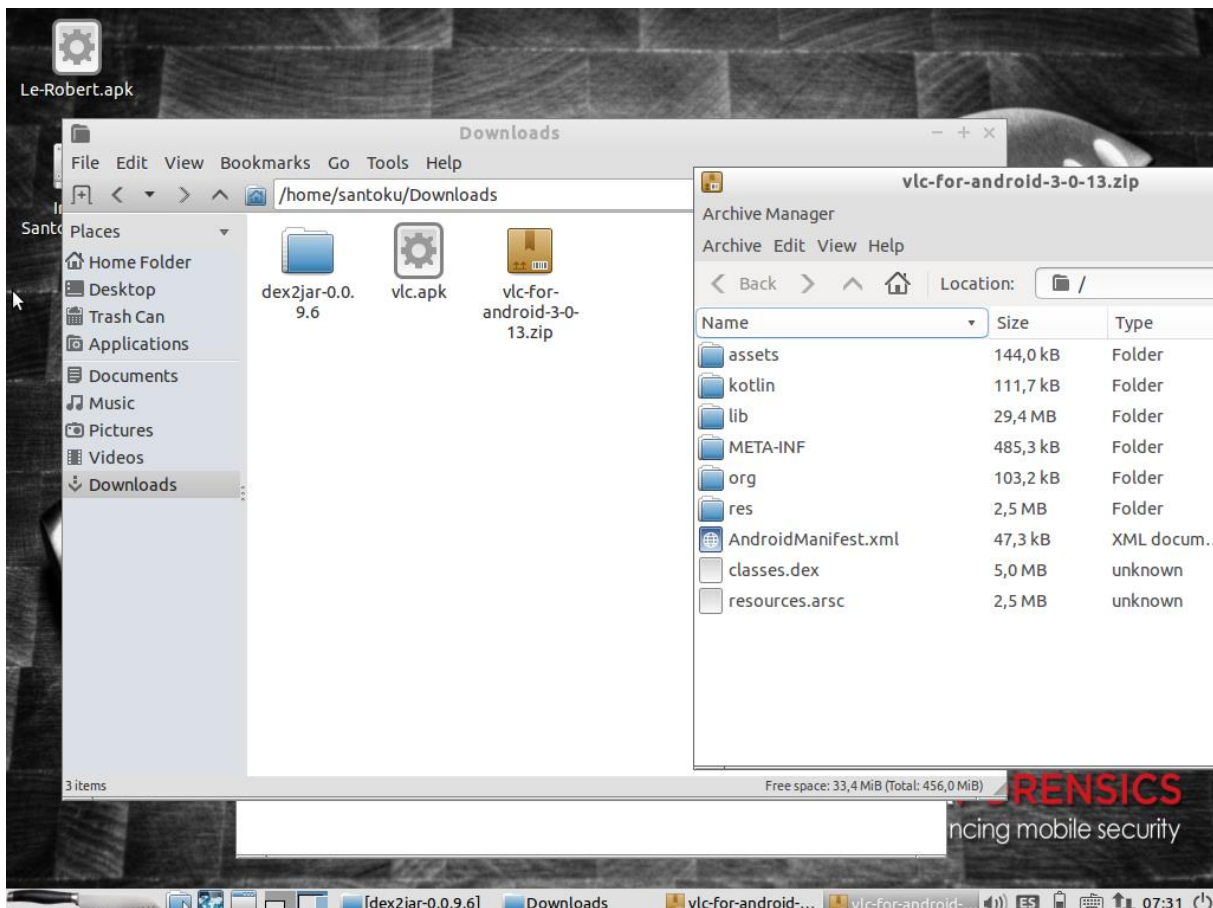 Le-Robert.apk
Downloads
File Edit View Bookmarks Go Tools Help
/home/santoku/Downloads
Places
Home Folder
Desktop
Trash Can
Applications
Documents
Music
Pictures
Videos
Downloads
dex2jar-0.0.
9.6
vlc.apk
vlc-for-
android-3-0-
13.zip
3 items
Free space: 33,4 MiB (Total: 456,0 MiB)
vlc-for-android-3-0-13.zip
Archive Manager
Archive Edit View Help
Back
Location: /
Name Size Type
assets 144,0 kB Folder
kotlin 111,7 kB Folder
lib 29,4 MB Folder
META-INF 485,3 kB Folder
org 103,2 kB Folder
res 2,5 MB Folder
AndroidManifest.xml 47,3 kB XML docum.
classes.dex 5,0 MB unknown
resources.arsc 2,5 MB unknown
RENSICS
ncing mobile security
[dex2jar-0.0.9.6] Downloads vlc-for-android-... vlc-for-android-... ES 07:31